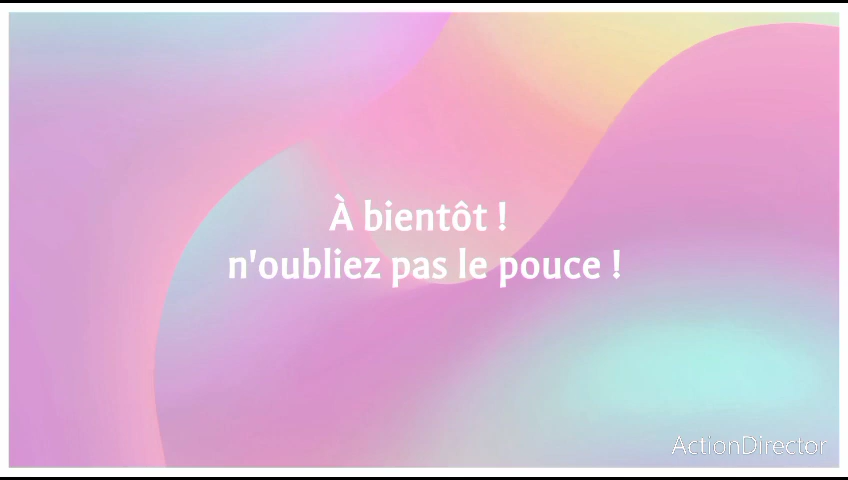 À bientôt !
n'oubliez pas le pouce !
ActionDirector